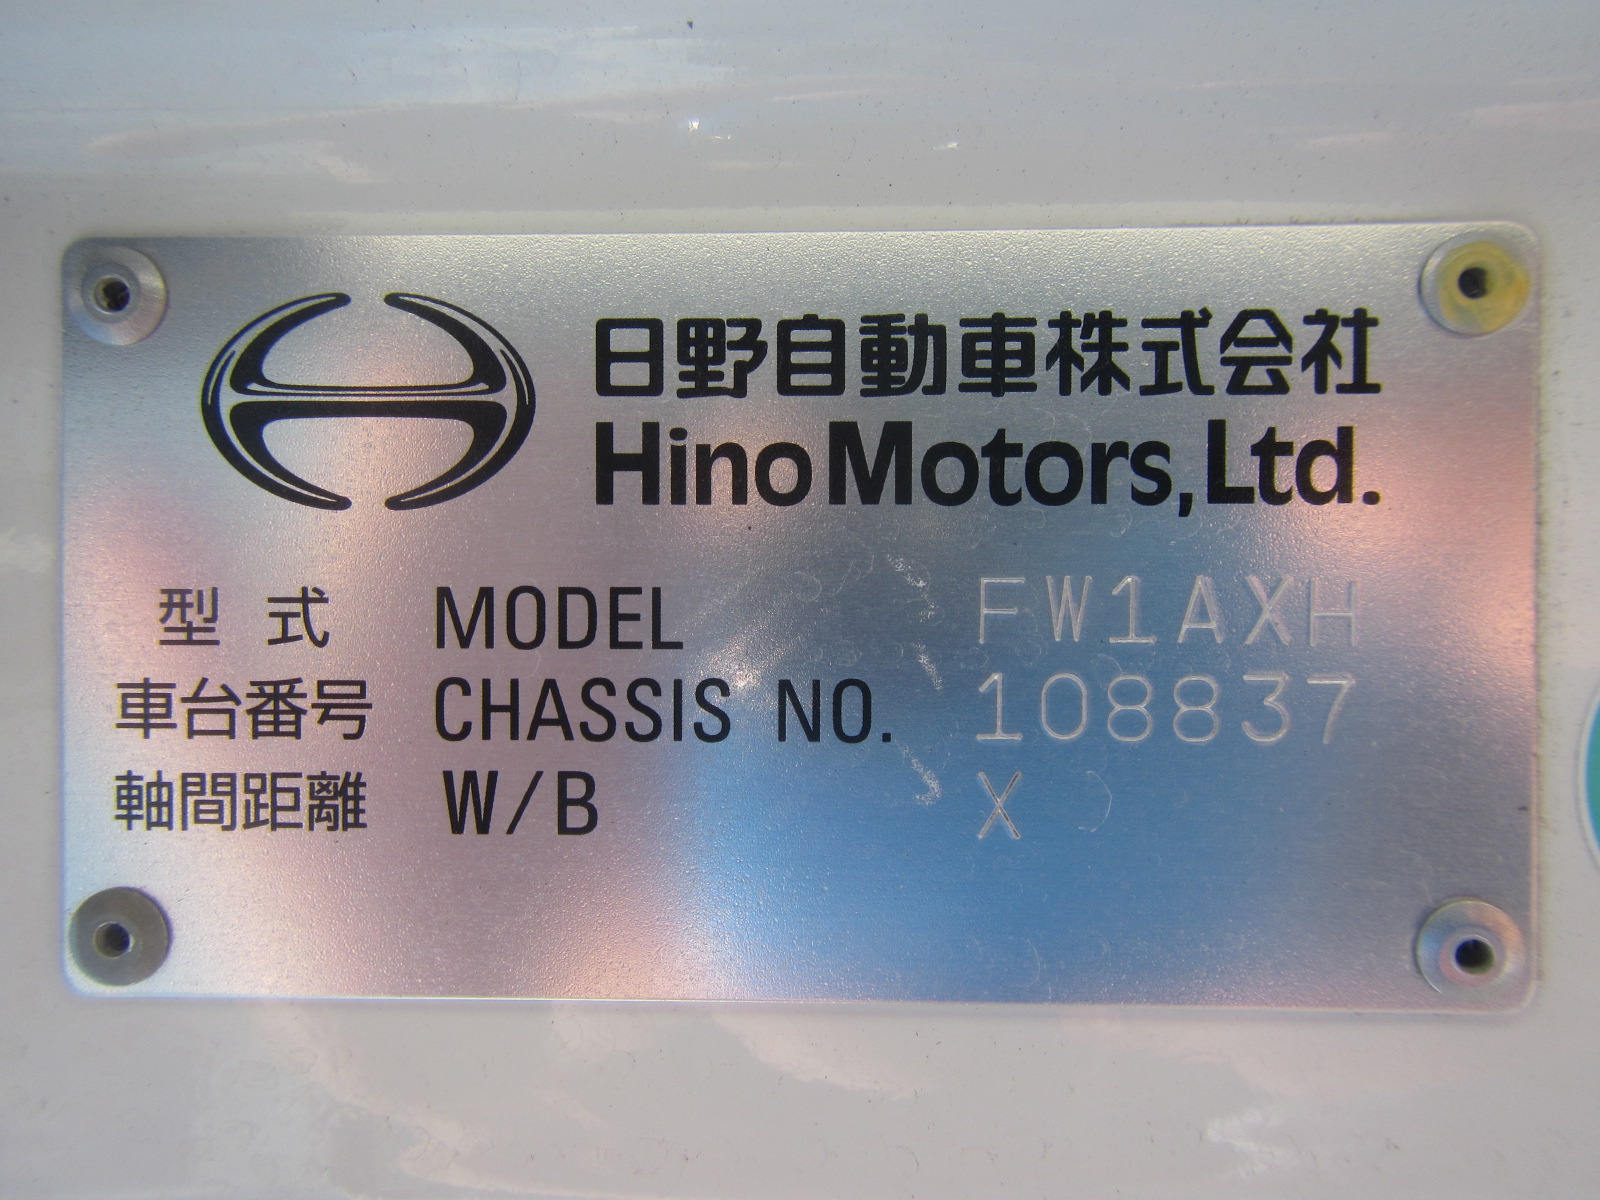 日野自動車株式会社
Hino Motors, Ltd.
型式 MODEL FW1AXH
車台番号 CHASSIS NO. 108837
軸間距離 W/B X